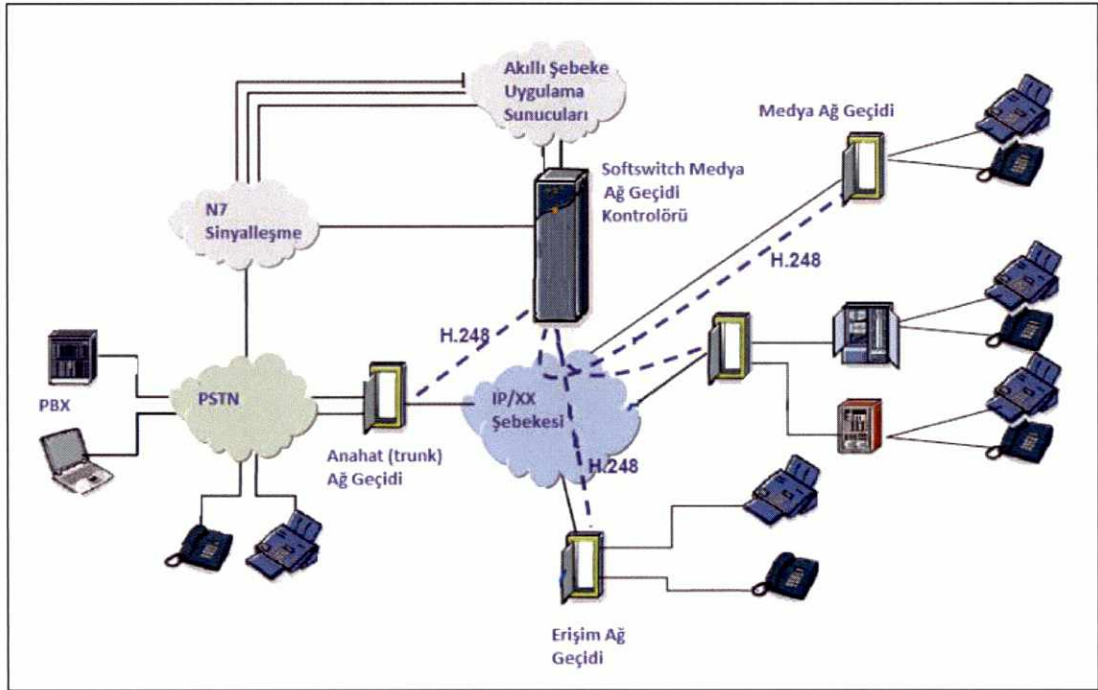 Akıllı Şebeke
Uygulama
Sunucuları
Medya Ağ Geçidi
Softswitch Medya
Ağ Geçidi
Kontrolörü
N7
Sinyalleşme
H.248
H.248
PBX
PSTN
IP/XX
Şebekesi
Anahat (trunk)
Ağ Geçidi
H.248
Erişim Ağ
Geçidi